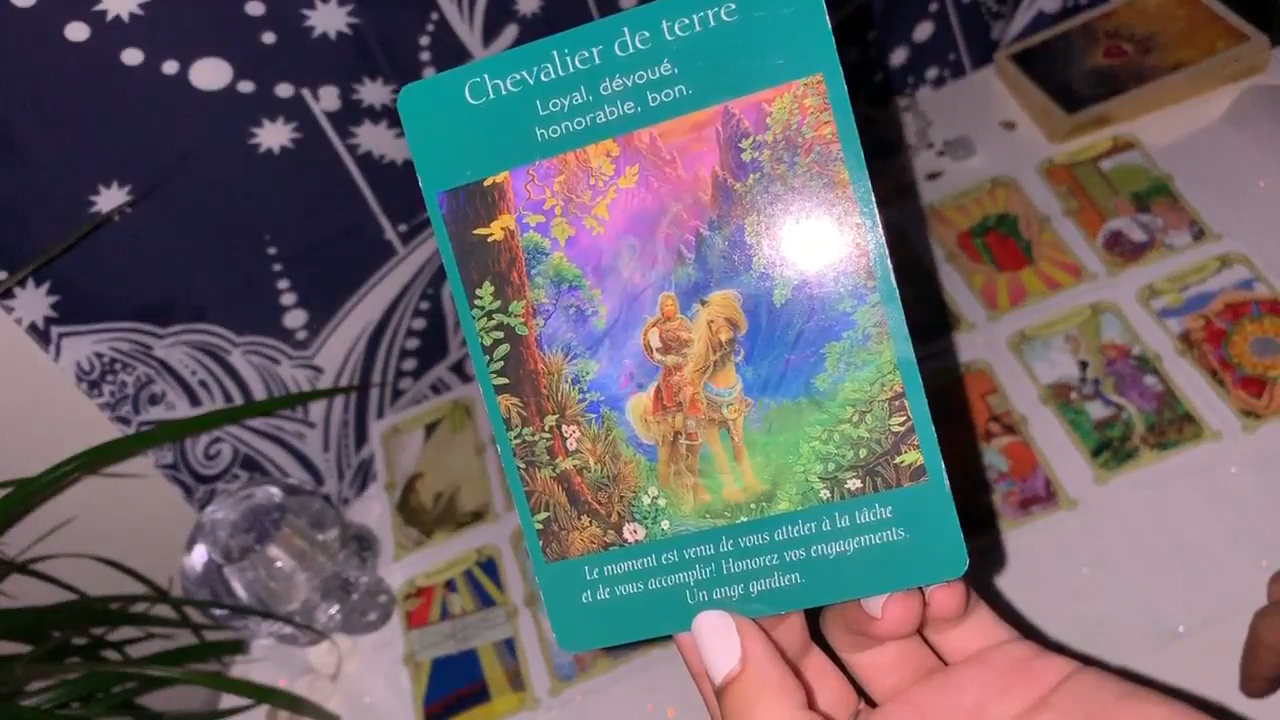 Chevalier de terre
Loyal, dévoué,
honorable, bon.
Le moment est venu de vous atteler à la tâche
et de vous accomplir! Honorez vos engagements.
Un ange gardien.